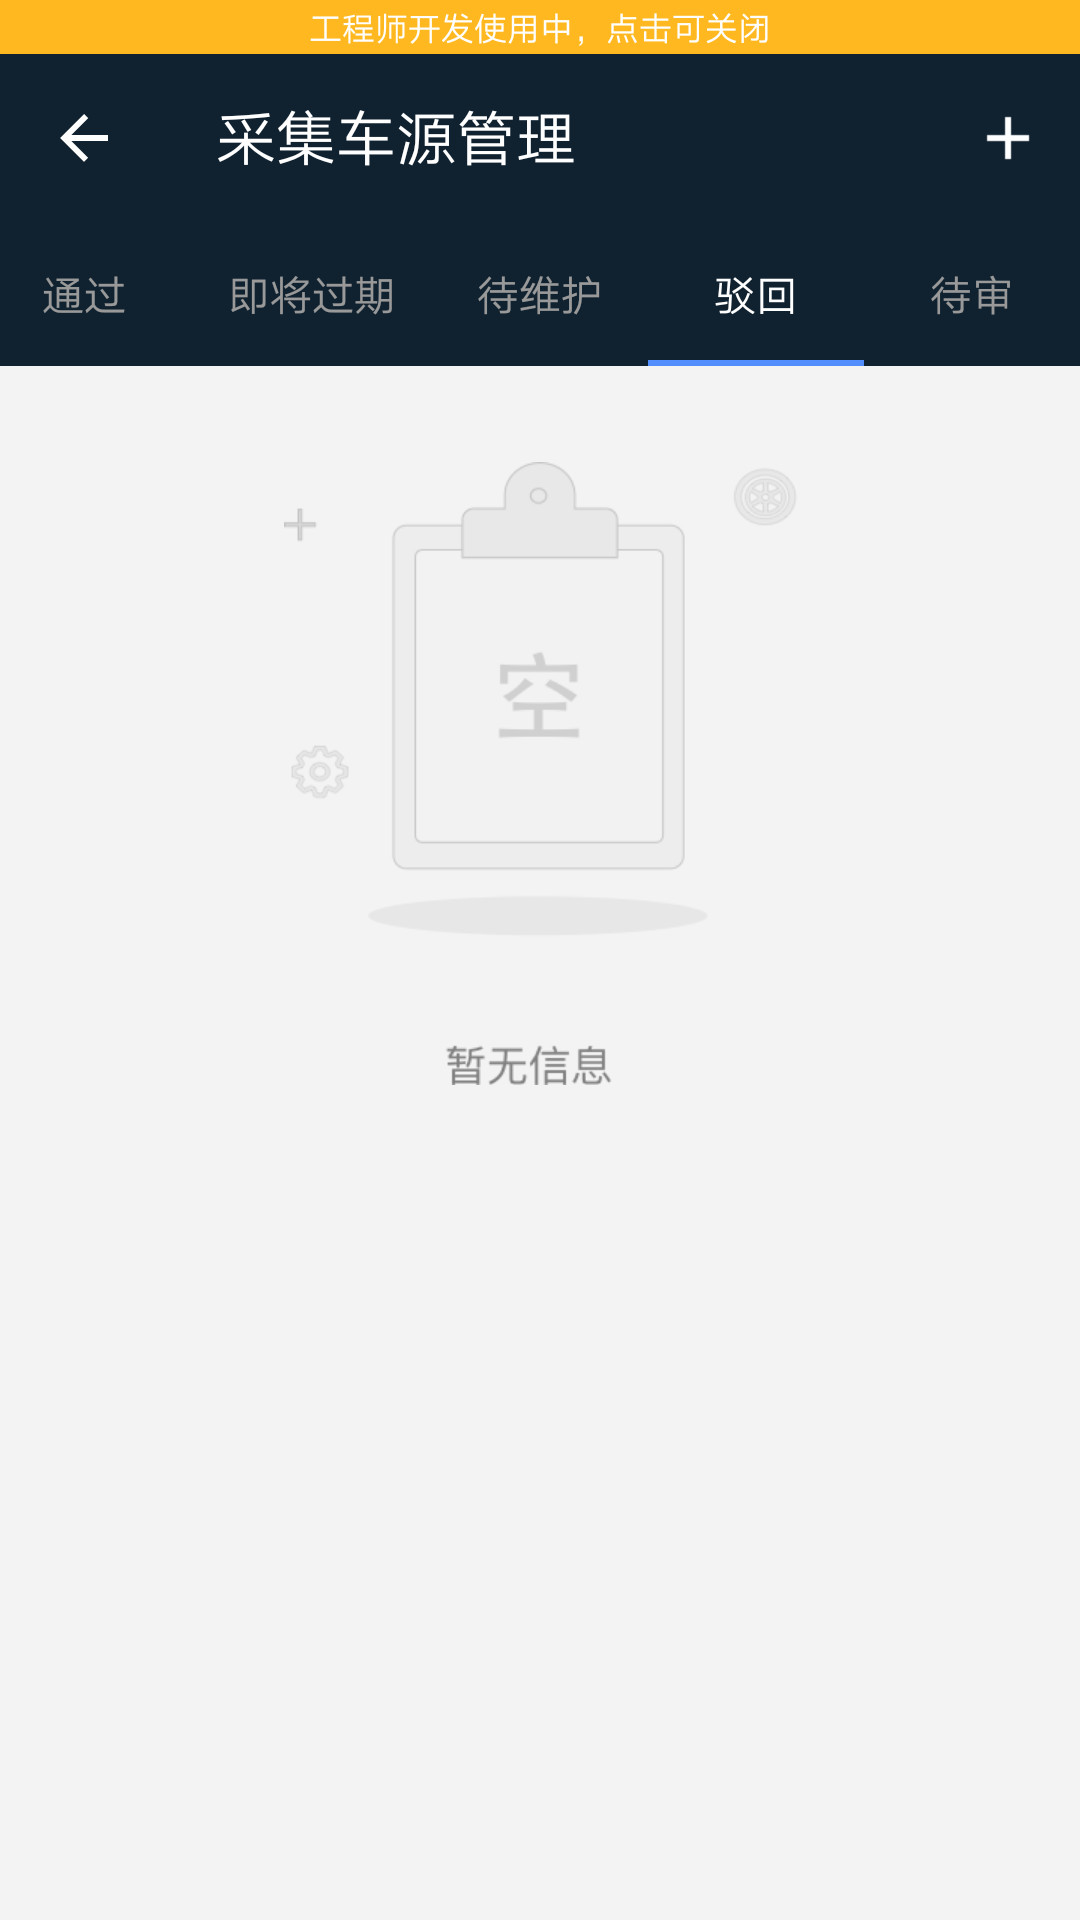 工程师开发使用中，点击可关闭
采集车源管理
通过 即将过期 待维护 驳回 待审
空
暂无信息